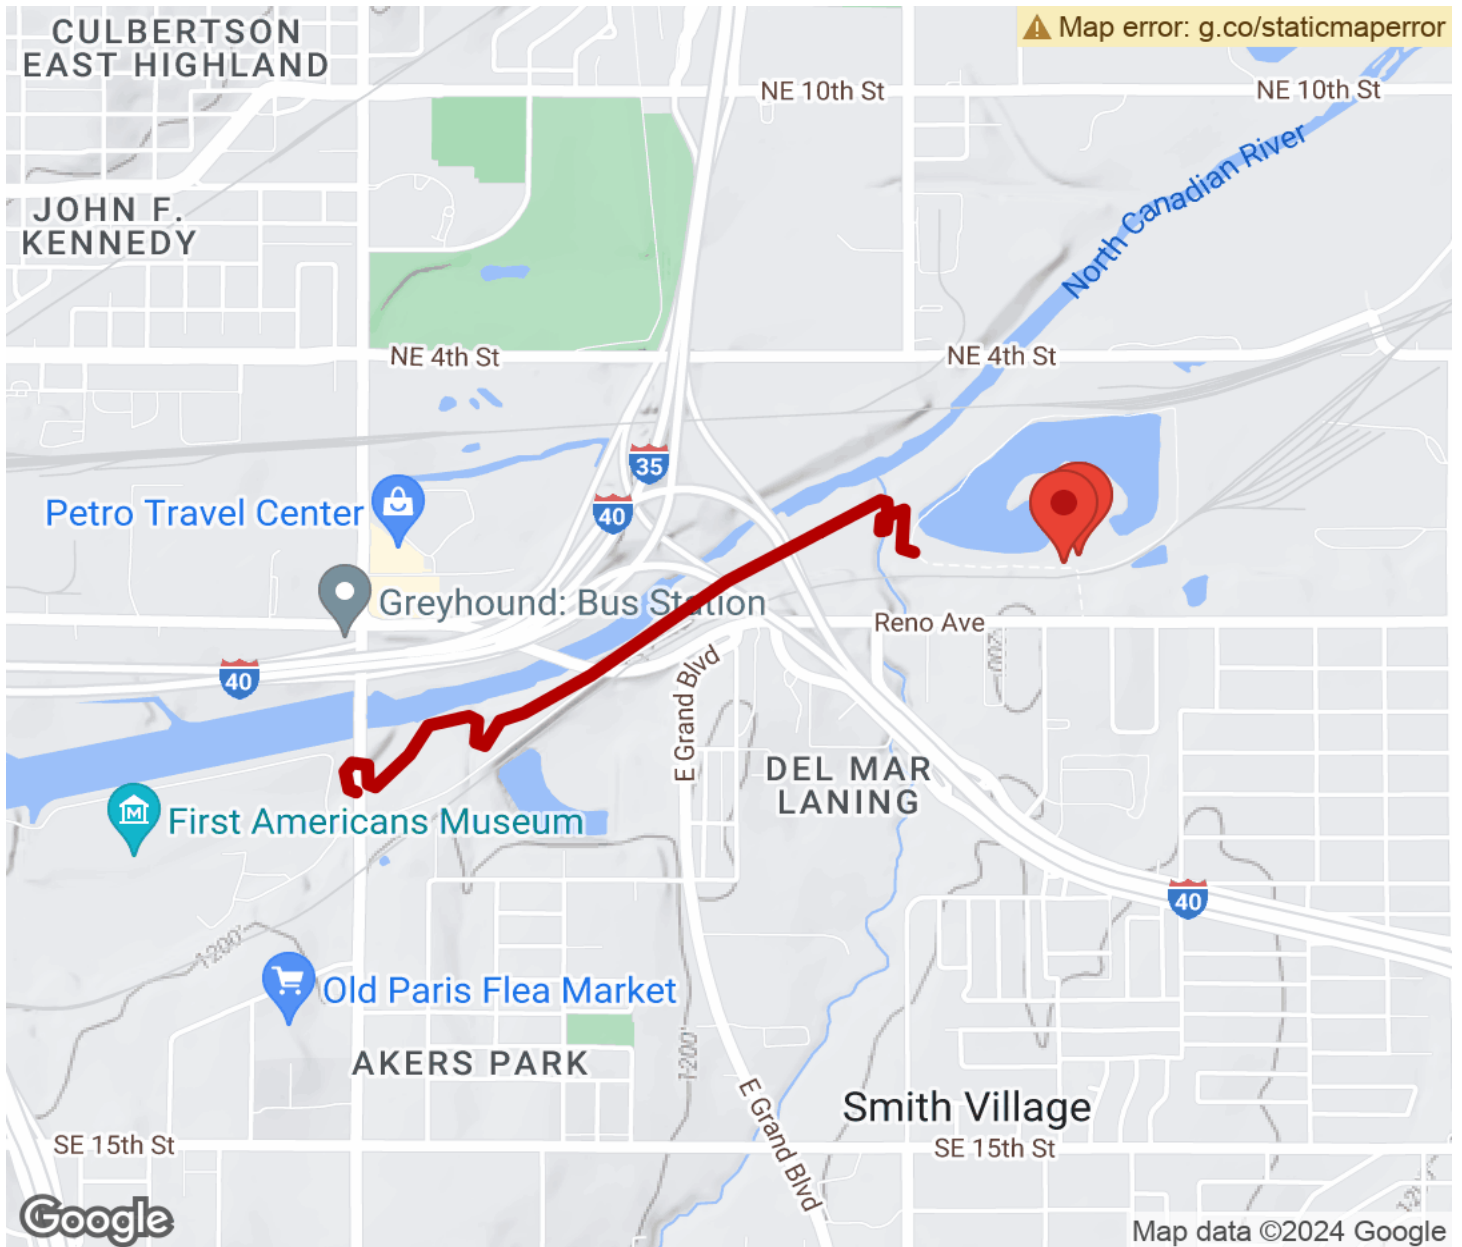 CULBERTSON
EAST HIGHLAND
Map error: g.co/staticmaperror
NE 10th St
NE 10th St
North Canadian River
JOHN F.
KENNEDY
NE 4th St
NE 4th St
35
40
Petro Travel Center
Greyhound: Bus Station
Reno Ave
1200'
40
E Grand Blvd
DEL MAR
LANING
First Americans Museum
40
1200'
Old Paris Flea Market
AKERS PARK
1200'
E Grand Blvd
Smith Village
SE 15th St
SE 15th St
Google
Map data ©2024 Google